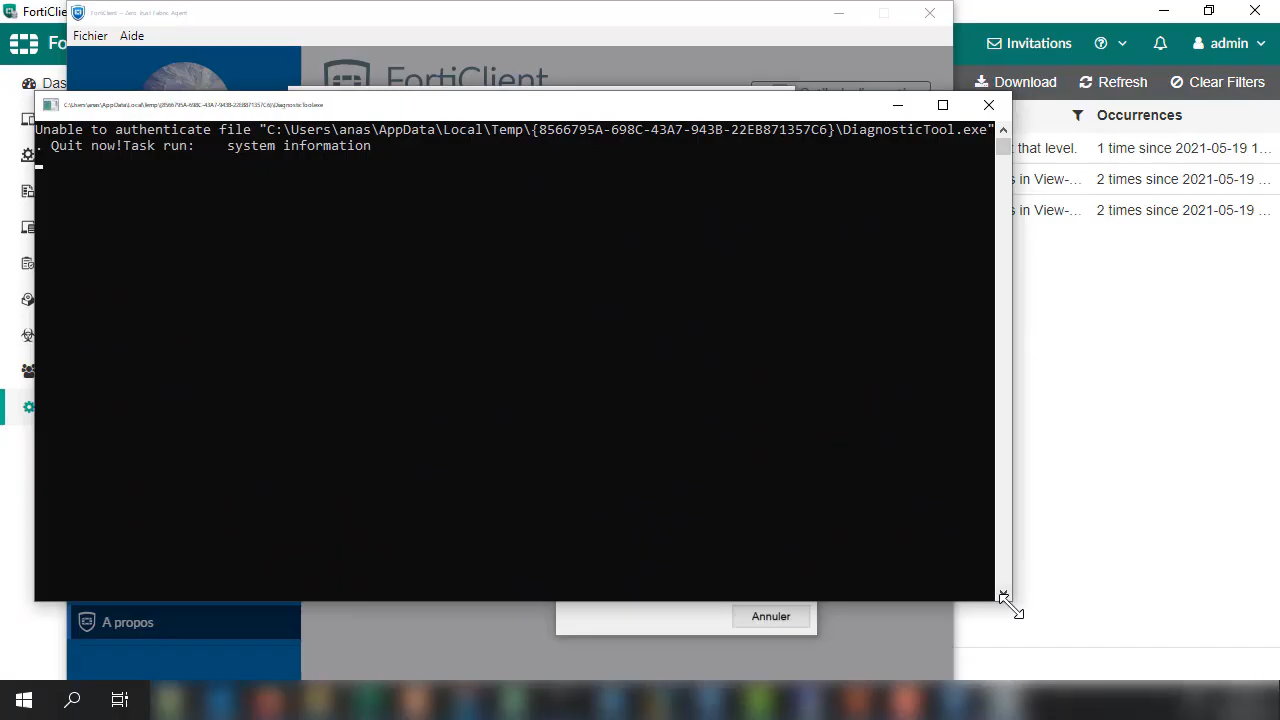 FortiClie
FortiClient -- Zero Trust Fabric Agent
Fichier Aide
Fo
Invitations
admin
Das
FortiClient
Download Refresh Clear Filters
C:\Users\anas\AppData\Local\Temp\{8566795A-698C-43A7-943B-22EB871357C6}\DiagnosticTool.exe
Unable to authenticate file "C:\Users\anas\AppData\Local\Temp\{8566795A-698C-43A7-943B-22EB871357C6}\DiagnosticTool.exe"
. Quit now!Task run: system information
Occurrences
that level. 1 time since 2021-05-19 1...
s in View-... 2 times since 2021-05-19 ...
s in View-... 2 times since 2021-05-19 ...
Annuler
A propos